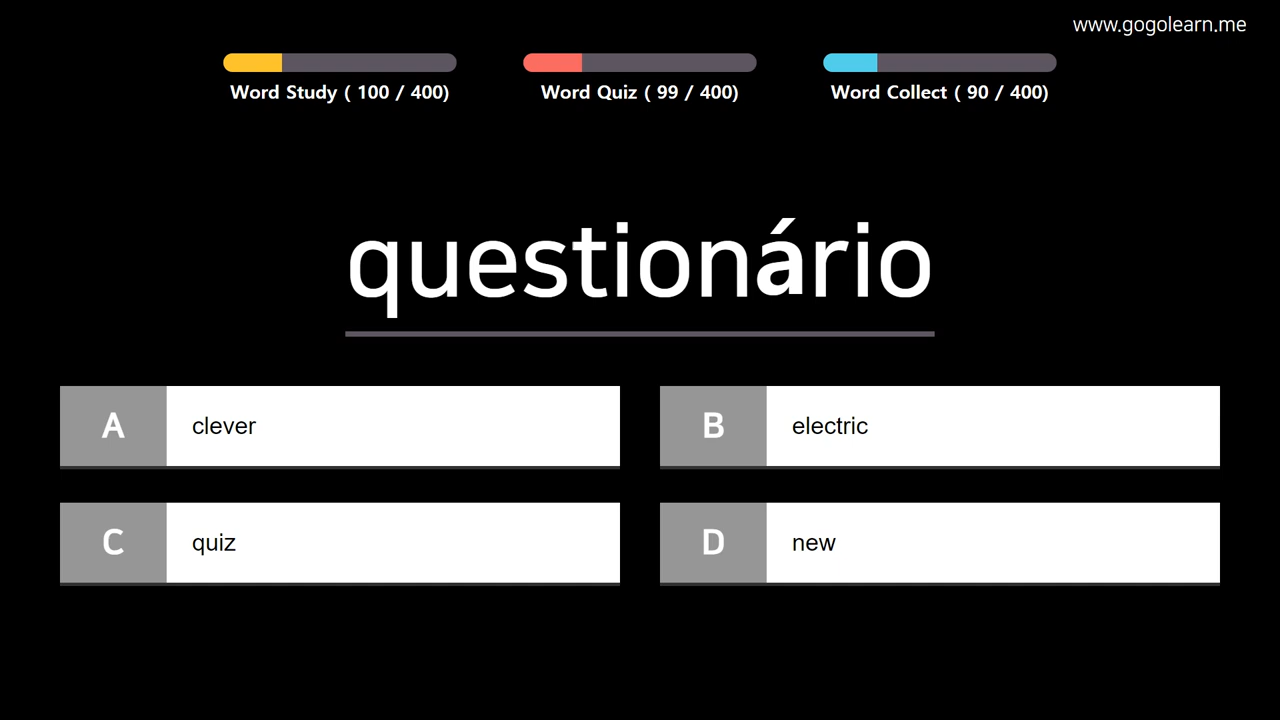 www.gogolearn.me
Word Study ( 100 / 400)
Word Quiz ( 99 / 400)
Word Collect ( 90 / 400)
questionário
A clever
B electric
C quiz
D new